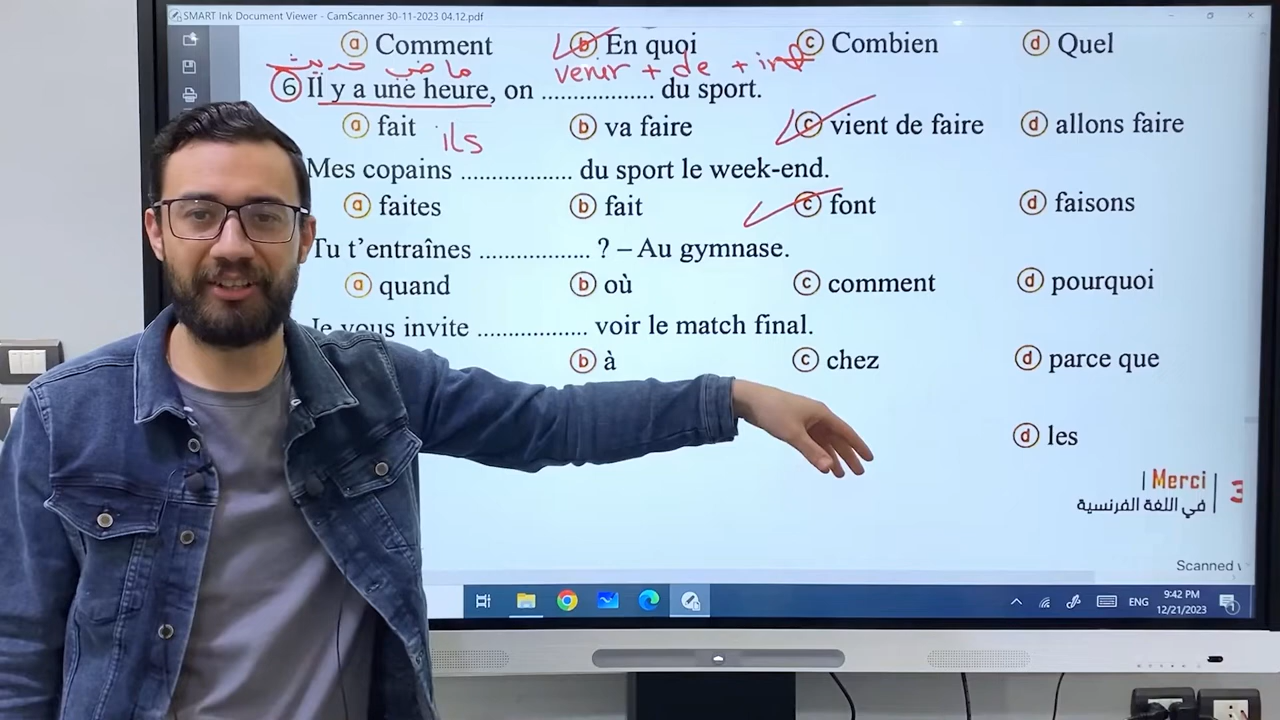 SMART Ink Document Viewer - CamScanner 30-11-2023 04.12.pdf
a Comment b En quoi c Combien d Quel
ماضى حديث venir + de + inf
6 Il y a une heure, on .................. du sport.
a fait b va faire c vient de faire d allons faire
ils
Mes copains .................. du sport le week-end.
a faites b fait c font d faisons
Tu t'entraînes .................. ? – Au gymnase.
a quand b où c comment d pourquoi
Je vous invite .................. voir le match final.
b à c chez d parce que
d les
Merci
في اللغة الفرنسية
Scanned
ENG 9:42 PM
12/21/2023